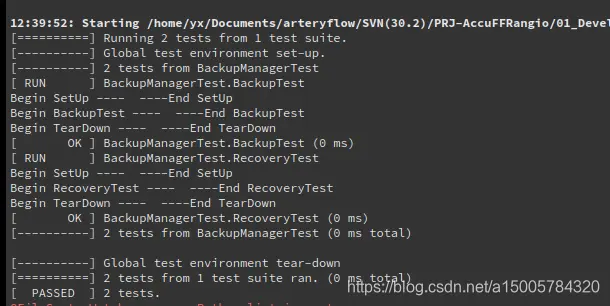 12:39:52: Starting /home/yx/Documents/arteryflow/SVN(30.2)/PRJ-AccuFFRangio/01_Deve
[==========] Running 2 tests from 1 test suite.
[----------] Global test environment set-up.
[----------] 2 tests from BackupManagerTest
[ RUN      ] BackupManagerTest.BackupTest
Begin SetUp ----  ----End SetUp
Begin BackupTest ----  ----End BackupTest
Begin TearDown ----  ----End TearDown
[       OK ] BackupManagerTest.BackupTest (0 ms)
[ RUN      ] BackupManagerTest.RecoveryTest
Begin SetUp ----  ----End SetUp
Begin RecoveryTest ----  ----End RecoveryTest
Begin TearDown ----  ----End TearDown
[       OK ] BackupManagerTest.RecoveryTest (0 ms)
[----------] 2 tests from BackupManagerTest (0 ms total)
[----------] Global test environment tear-down
[==========] 2 tests from 1 test suite ran. (0 ms total)
[  PASSED  ] 2 tests.
https://blog.csdn.net/a15005784320